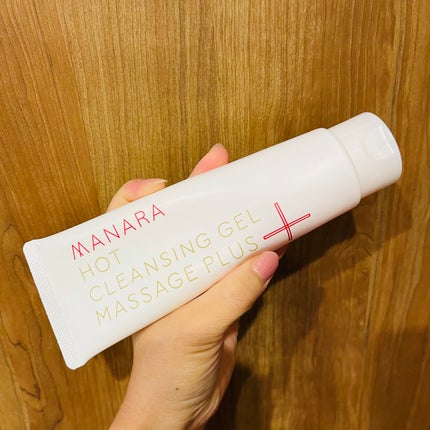 MANARA
HOT
CLEANSING GEL
MASSAGE PLUS